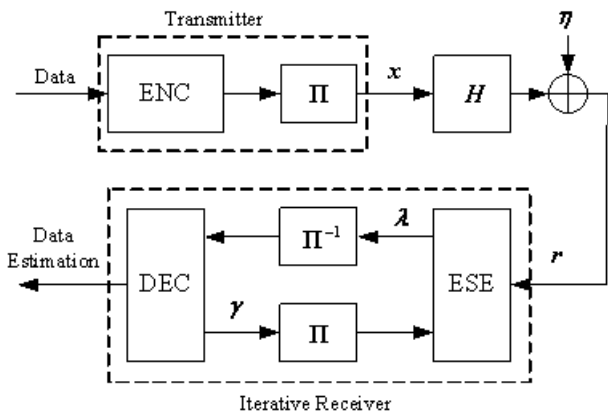 Transmitter
η
Data
ENC
Π
x
H
Data
Estimation
DEC
Π⁻¹
λ
ESE
r
γ
Π
Iterative Receiver